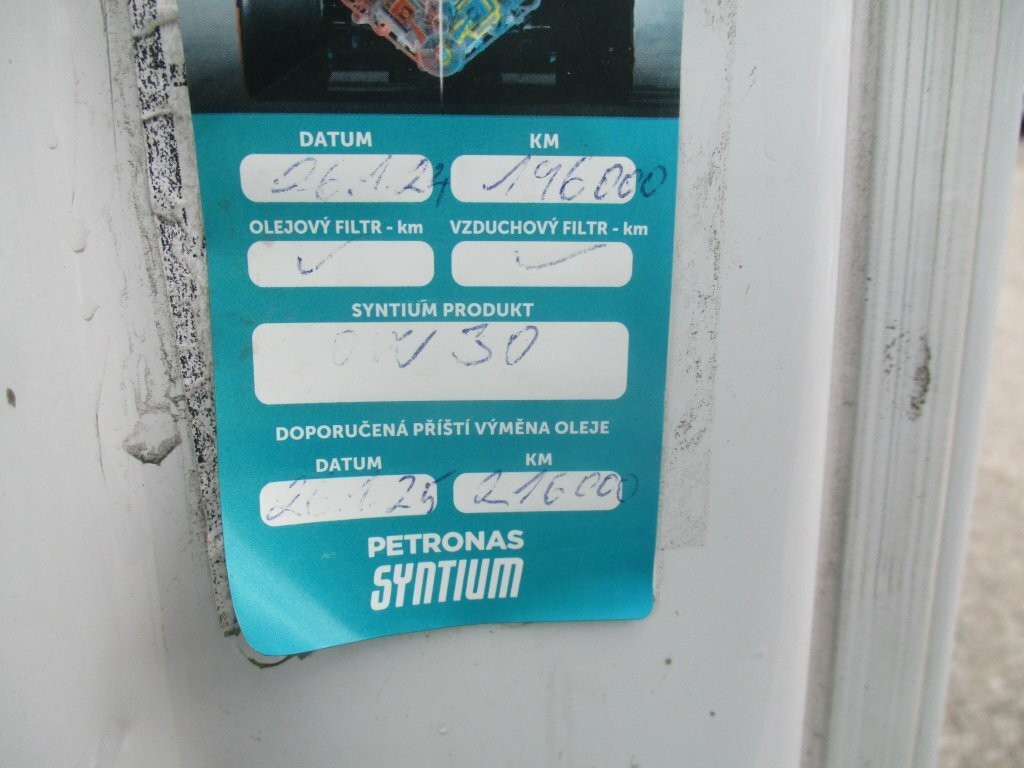 DATUM KM
26.1.24 196000
OLEJOVÝ FILTR - km VZDUCHOVÝ FILTR - km
✓ ✓
SYNTIUM PRODUKT
0W30
DOPORUČENÁ PŘÍŠTÍ VÝMĚNA OLEJE
DATUM KM
26.1.25 216000
PETRONAS
SYNTIUM